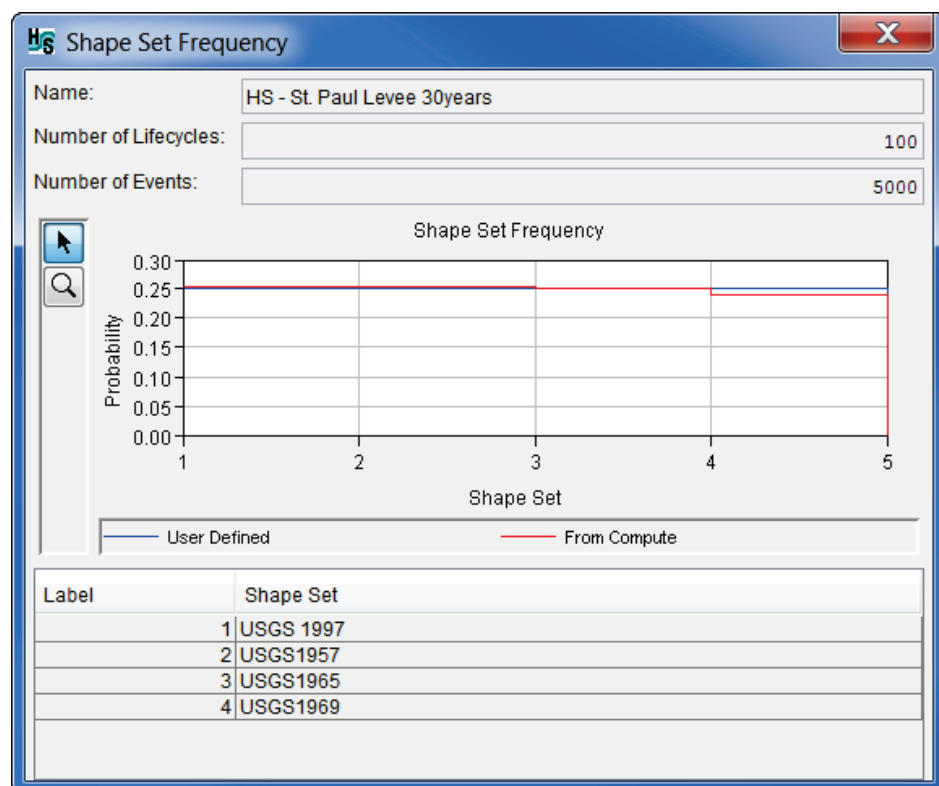 HS Shape Set Frequency X
Name: HS - St. Paul Levee 30years
Number of Lifecycles: 100
Number of Events: 5000
Shape Set Frequency
0.30
0.25
0.20
0.15
0.10
0.05
0.00
Probability
1 2 3 4 5
Shape Set
User Defined From Compute
Label Shape Set
1 USGS 1997
2 USGS1957
3 USGS1965
4 USGS1969